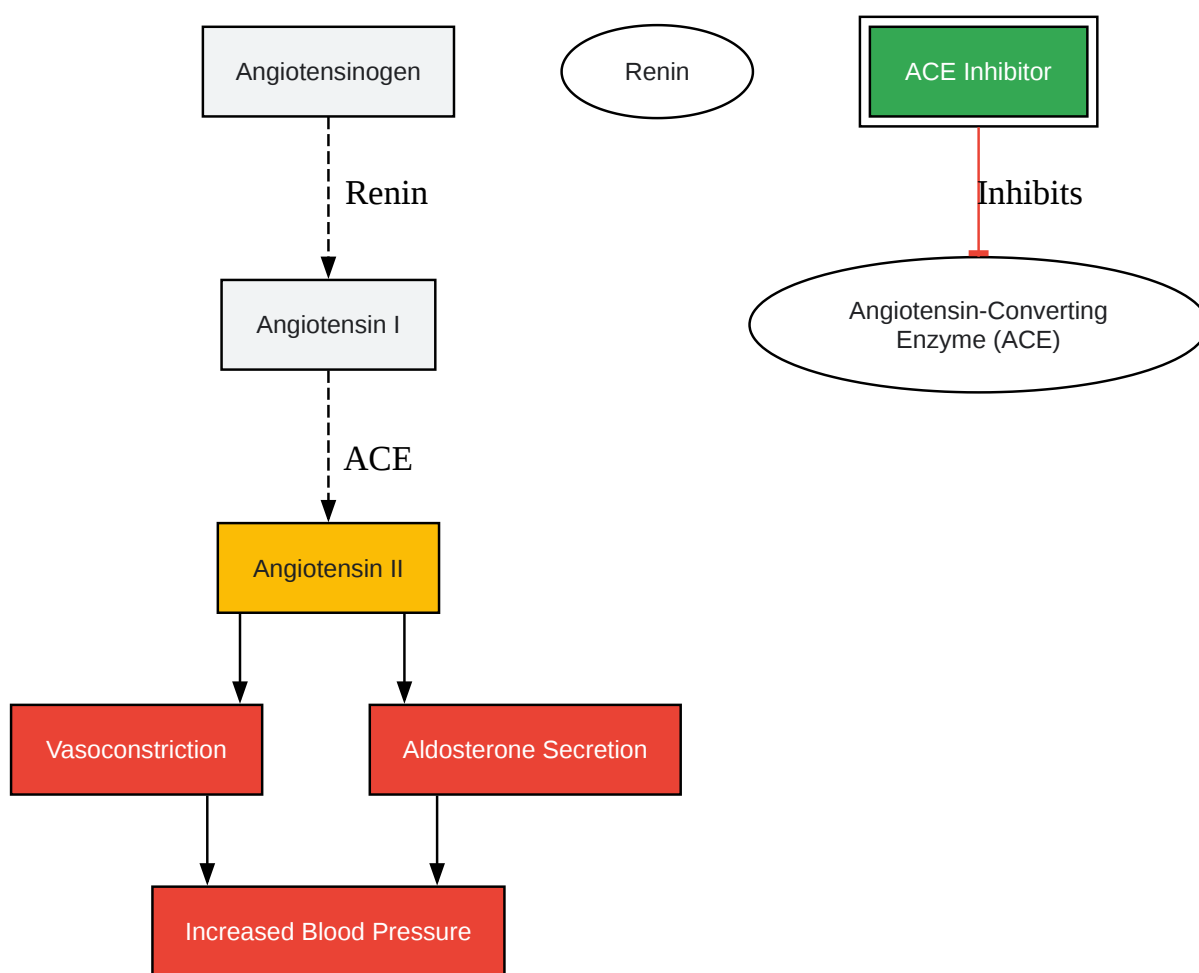 Angiotensinogen
Renin
ACE Inhibitor
Renin
Inhibits
Angiotensin I
Angiotensin-Converting
Enzyme (ACE)
ACE
Angiotensin II
Vasoconstriction
Aldosterone Secretion
Increased Blood Pressure